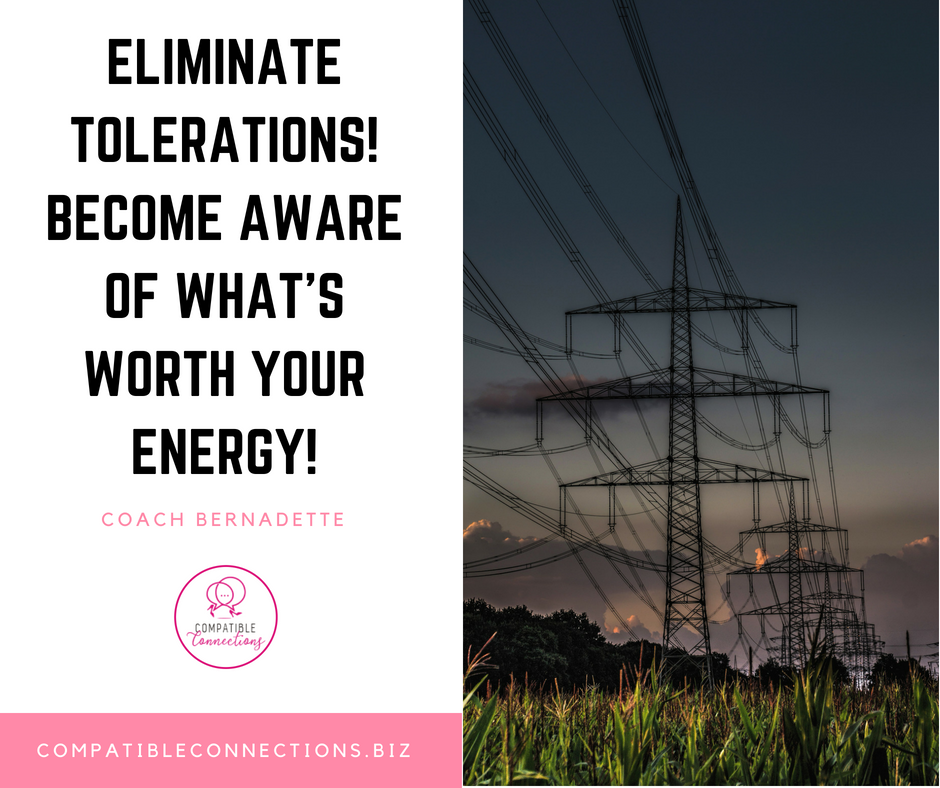 ELIMINATE
TOLERATIONS!
BECOME AWARE
OF WHAT'S
WORTH YOUR
ENERGY!
COACH BERNADETTE
COMPATIBLE
Connections
COMPATIBLECONNECTIONS.BIZ